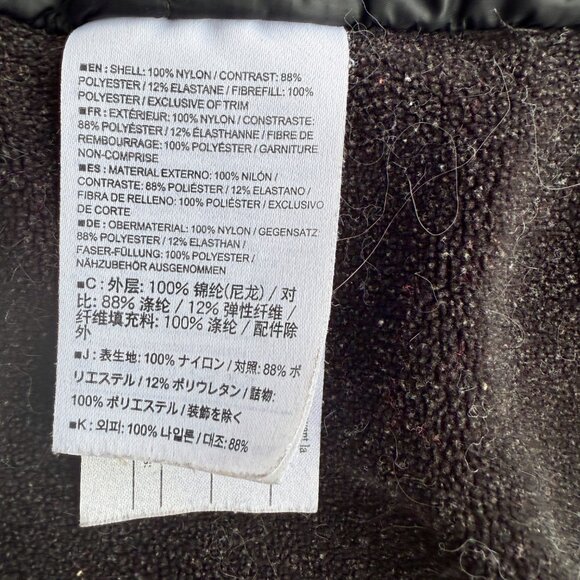 ■EN : SHELL: 100% NYLON / CONTRAST: 88%
POLYESTER / 12% ELASTANE / FIBREFILL: 100%
POLYESTER / EXCLUSIVE OF TRIM
■FR : EXTÉRIEUR: 100% NYLON / CONSTRASTE:
88% POLYÉSTER / 12% ÉLASTHANNE / FIBRE DE
REMBOURRAGE: 100% POLYÉSTER / GARNITURE
NON-COMPRISE
■ES : MATERIAL EXTERNO: 100% NILÓN /
CONTRASTE: 88% POLIÉSTER / 12% ELASTANO /
FIBRA DE RELLENO: 100% POLIÉSTER / EXCLUSIVO
DE CORTE
■DE : OBERMATERIAL: 100% NYLON / GEGENSATZ:
88% POLYESTER / 12% ELASTHAN /
FASER-FÜLLUNG: 100% POLYESTER /
NÄHZUBEHÖR AUSGENOMMEN
■C : 外层: 100% 锦纶(尼龙) / 对
比: 88% 涤纶 / 12% 弹性纤维 /
纤维填充料: 100% 涤纶 / 配件除
外
■J : 表生地: 100% ナイロン / 対照: 88% ポ
リエステル / 12% ポリウレタン / 詰物:
100% ポリエステル / 装飾を除く
■K : 외피: 100% 나일론 / 대조: 88%